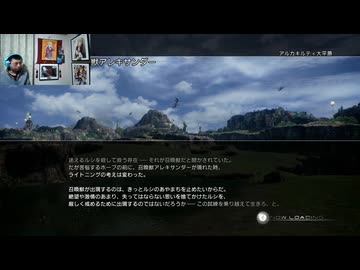 獣アレキサンダー
アルカキルティ大平原
迷えるルシを殺して救う存在――それが召喚獣だと聞かされていた。
だが苦悩するホープの前に、召喚獣アレキサンダーが現れた時、
ライトニングの考えは変わった。
召喚獣が出現するのは、きっとルシのあやまちを止めたいからだ。
絶望や激情のあまり、失ってはならない思いを捨てかけたルシを、
厳しく戒めるために出現するのではないだろうか――この試練を乗り越えて生きろ、と。
NOW LOADING